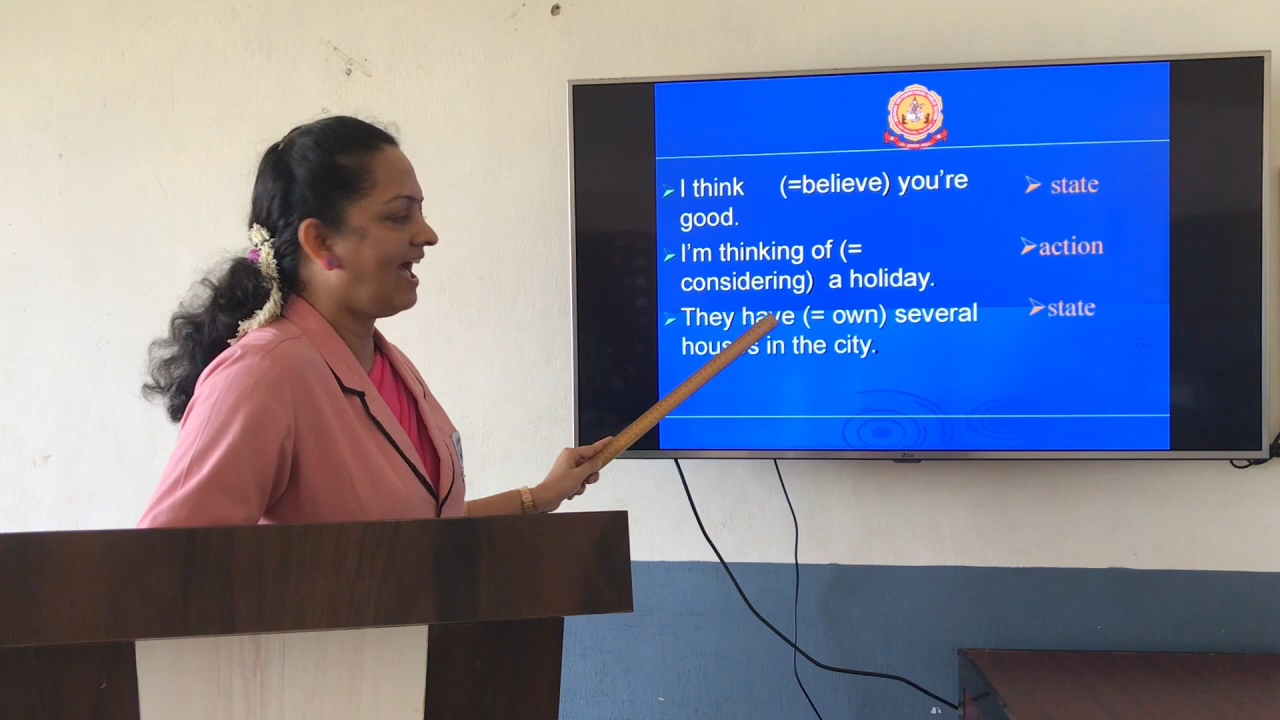 I think (=believe) you're state
good.
I'm thinking of (= action
considering) a holiday.
They have (= own) several state
houses in the city.
LG